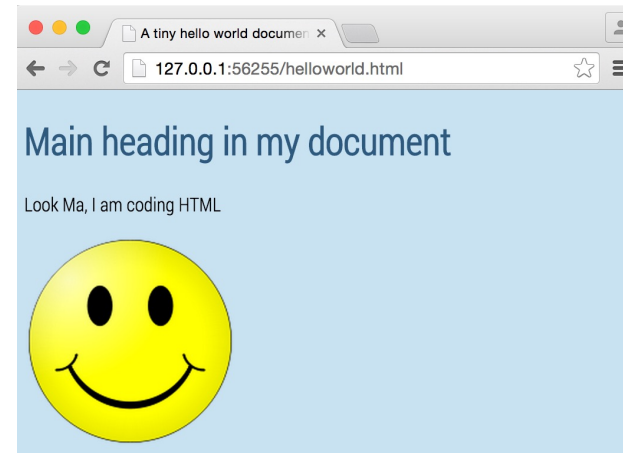 A tiny hello world documen
127.0.0.1:56255/helloworld.html
Main heading in my document
Look Ma, I am coding HTML